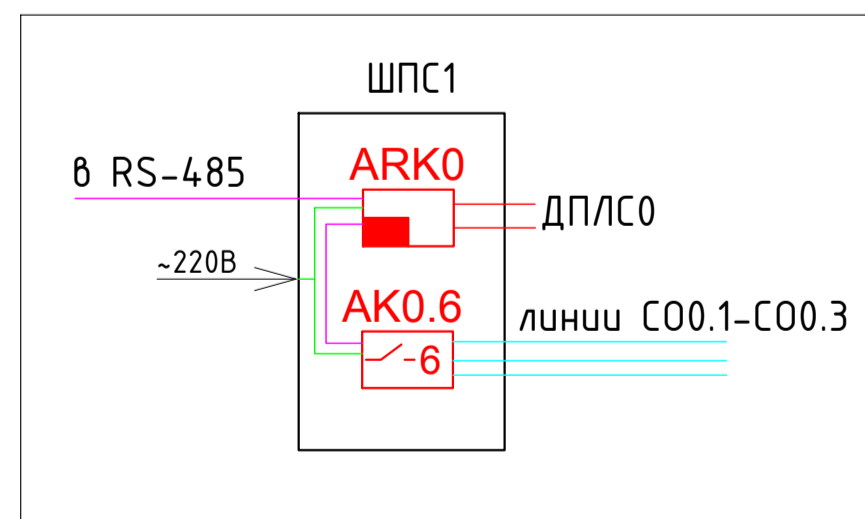 ШПС1
ARK0
в RS-485
ДПЛС0
~220В
AK0.6
линии СО0.1-СО0.3
-6